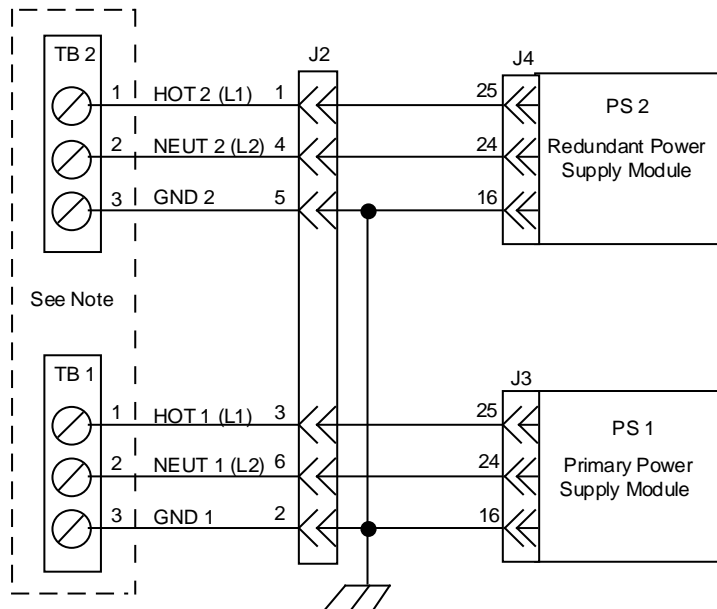 TB 2
J2
J4
1 HOT 2 (L1) 1 25
2 NEUT 2 (L2) 4 24
3 GND 2 5 16
PS 2
Redundant Power
Supply Module
See Note
TB 1
J3
1 HOT 1 (L1) 3 25
2 NEUT 1 (L2) 6 24
3 GND 1 2 16
PS 1
Primary Power
Supply Module